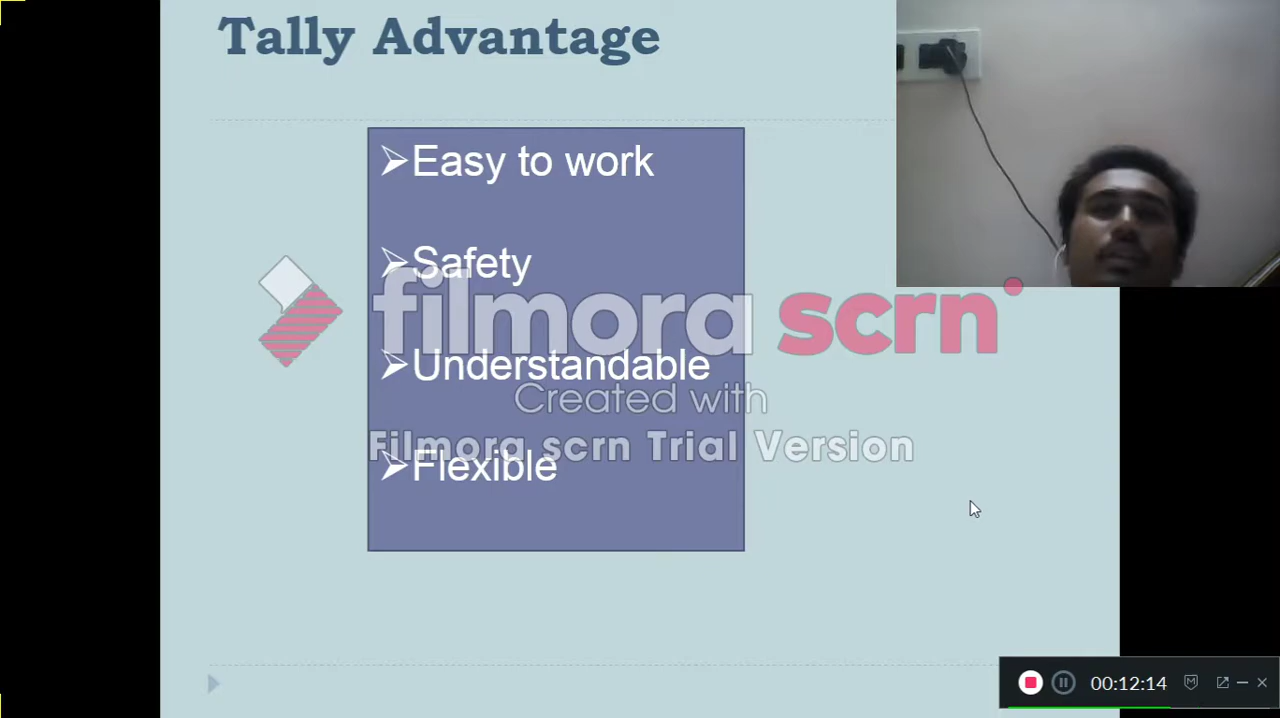 Tally Advantage
Easy to work
Safety
filmora scrn
Understandable
Created with
Filmora scrn Trial Version
Flexible
00:12:14